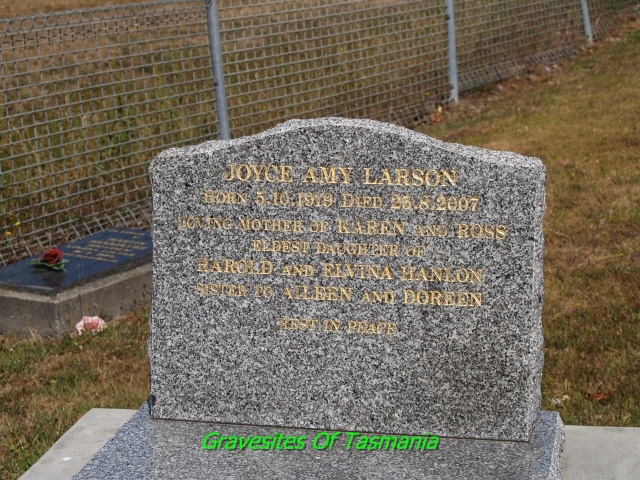 JOYCE AMY LARSON
BORN 5.10.1919 DIED 25.8.2007
LOVING MOTHER OF KAREN AND ROSS
ELDEST DAUGHTER OF
HAROLD AND ELVINA HANLON
SISTER TO AILEEN AND DOREEN
REST IN PEACE
Gravesites Of Tasmania